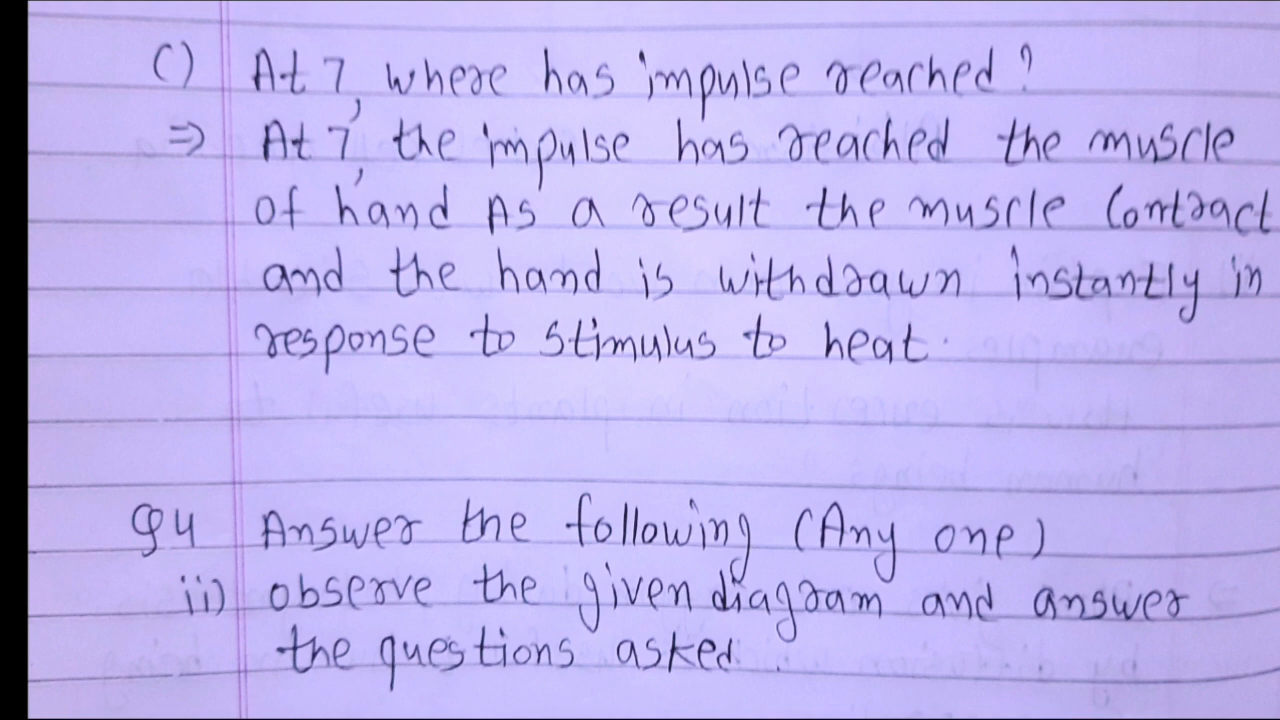 C) At 7, where has impulse reached?
⇒ At 7, the impulse has reached the muscle
of hand As a result the muscle Contract
and the hand is withdrawn instantly in
response to stimulus to heat.
Q4 Answer the following (Any one)
ii) observe the given diagram and answer
the questions asked.